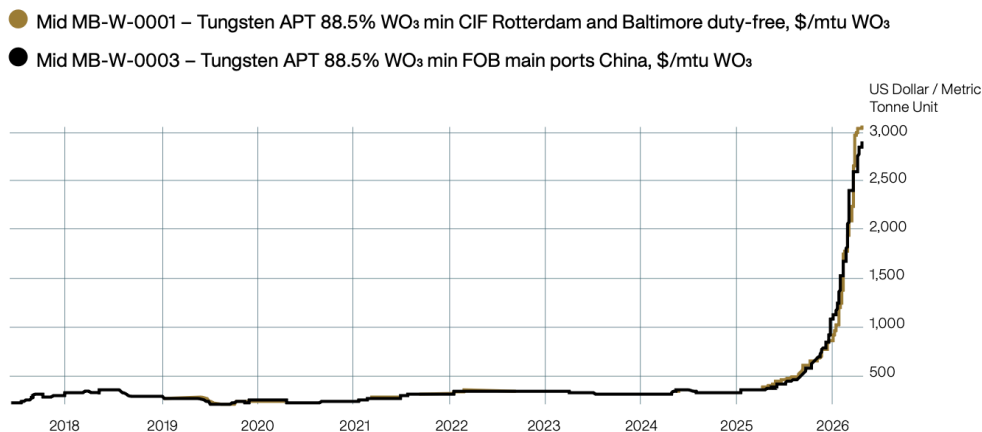 Mid MB-W-0001 – Tungsten APT 88.5% WO₃ min CIF Rotterdam and Baltimore duty-free, $/mtu WO₃
Mid MB-W-0003 – Tungsten APT 88.5% WO₃ min FOB main ports China, $/mtu WO₃
US Dollar / Metric
Tonne Unit
3,000
2,500
2,000
1,500
1,000
500
2018 2019 2020 2021 2022 2023 2024 2025 2026